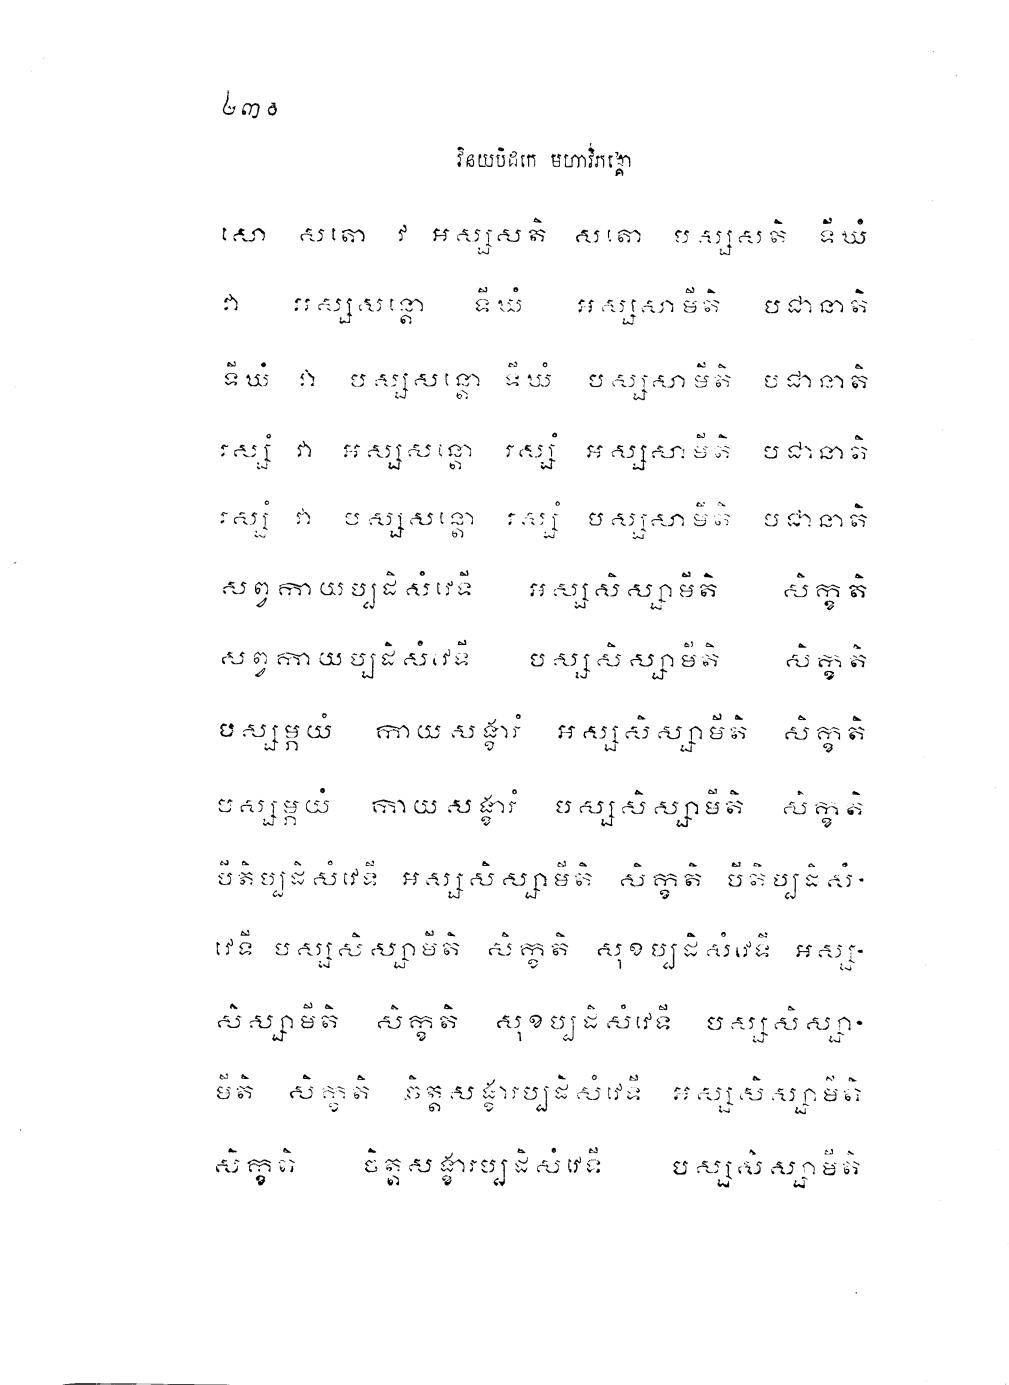 ៤៣០
វិនយបិដកេ មហាវិភង្គោ
សោ សតោ វ អស្សសតិ សតោ បស្សសតិ ទីឃំ
វា អស្សសន្តោ ទីឃំ អស្សសាមីតិ បជានាតិ
ទីឃំ វា បស្សសន្តោ ទីឃំ បស្សសាមីតិ បជានាតិ
រស្សំ វា អស្សសន្តោ រស្សំ អស្សសាមីតិ បជានាតិ
រស្សំ វា បស្សសន្តោ រស្សំ បស្សសាមីតិ បជានាតិ
សព្វកាយប្បដិសំវេទី អស្សសិស្សាមីតិ សិក្ខតិ
សព្វកាយប្បដិសំវេទី បស្សសិស្សាមីតិ សិក្ខតិ
បស្សម្ភយំ កាយសង្ខារំ អស្សសិស្សាមីតិ សិក្ខតិ
បស្សម្ភយំ កាយសង្ខារំ បស្សសិស្សាមីតិ សិក្ខតិ
បីតិប្បដិសំវេទី អស្សសិស្សាមីតិ សិក្ខតិ បីតិប្បដិសំ-
វេទី បស្សសិស្សាមីតិ សិក្ខតិ សុខប្បដិសំវេទី អស្ស-
សិស្សាមីតិ សិក្ខតិ សុខប្បដិសំវេទី បស្សសិស្សា-
មីតិ សិក្ខតិ ចិត្តសង្ខារប្បដិសំវេទី អស្សសិស្សាមីតិ
សិក្ខតិ ចិត្តសង្ខារប្បដិសំវេទី បស្សសិស្សាមីតិ